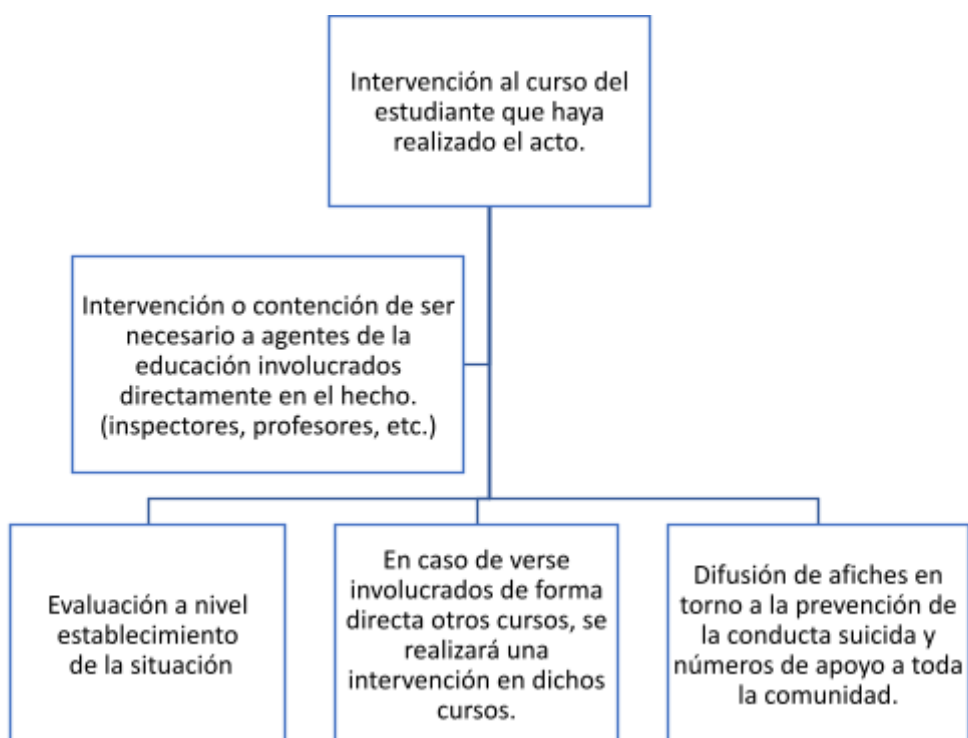 Intervención al curso del
estudiante que haya
realizado el acto.
Intervención o contención de ser
necesario a agentes de la
educación involucrados
directamente en el hecho.
(inspectores, profesores, etc.)
Evaluación a nivel
establecimiento
de la situación
En caso de verse
involucrados de forma
directa otros cursos, se
realizará una
intervención en dichos
cursos.
Difusión de afiches en
torno a la prevención de
la conducta suicida y
números de apoyo a toda
la comunidad.